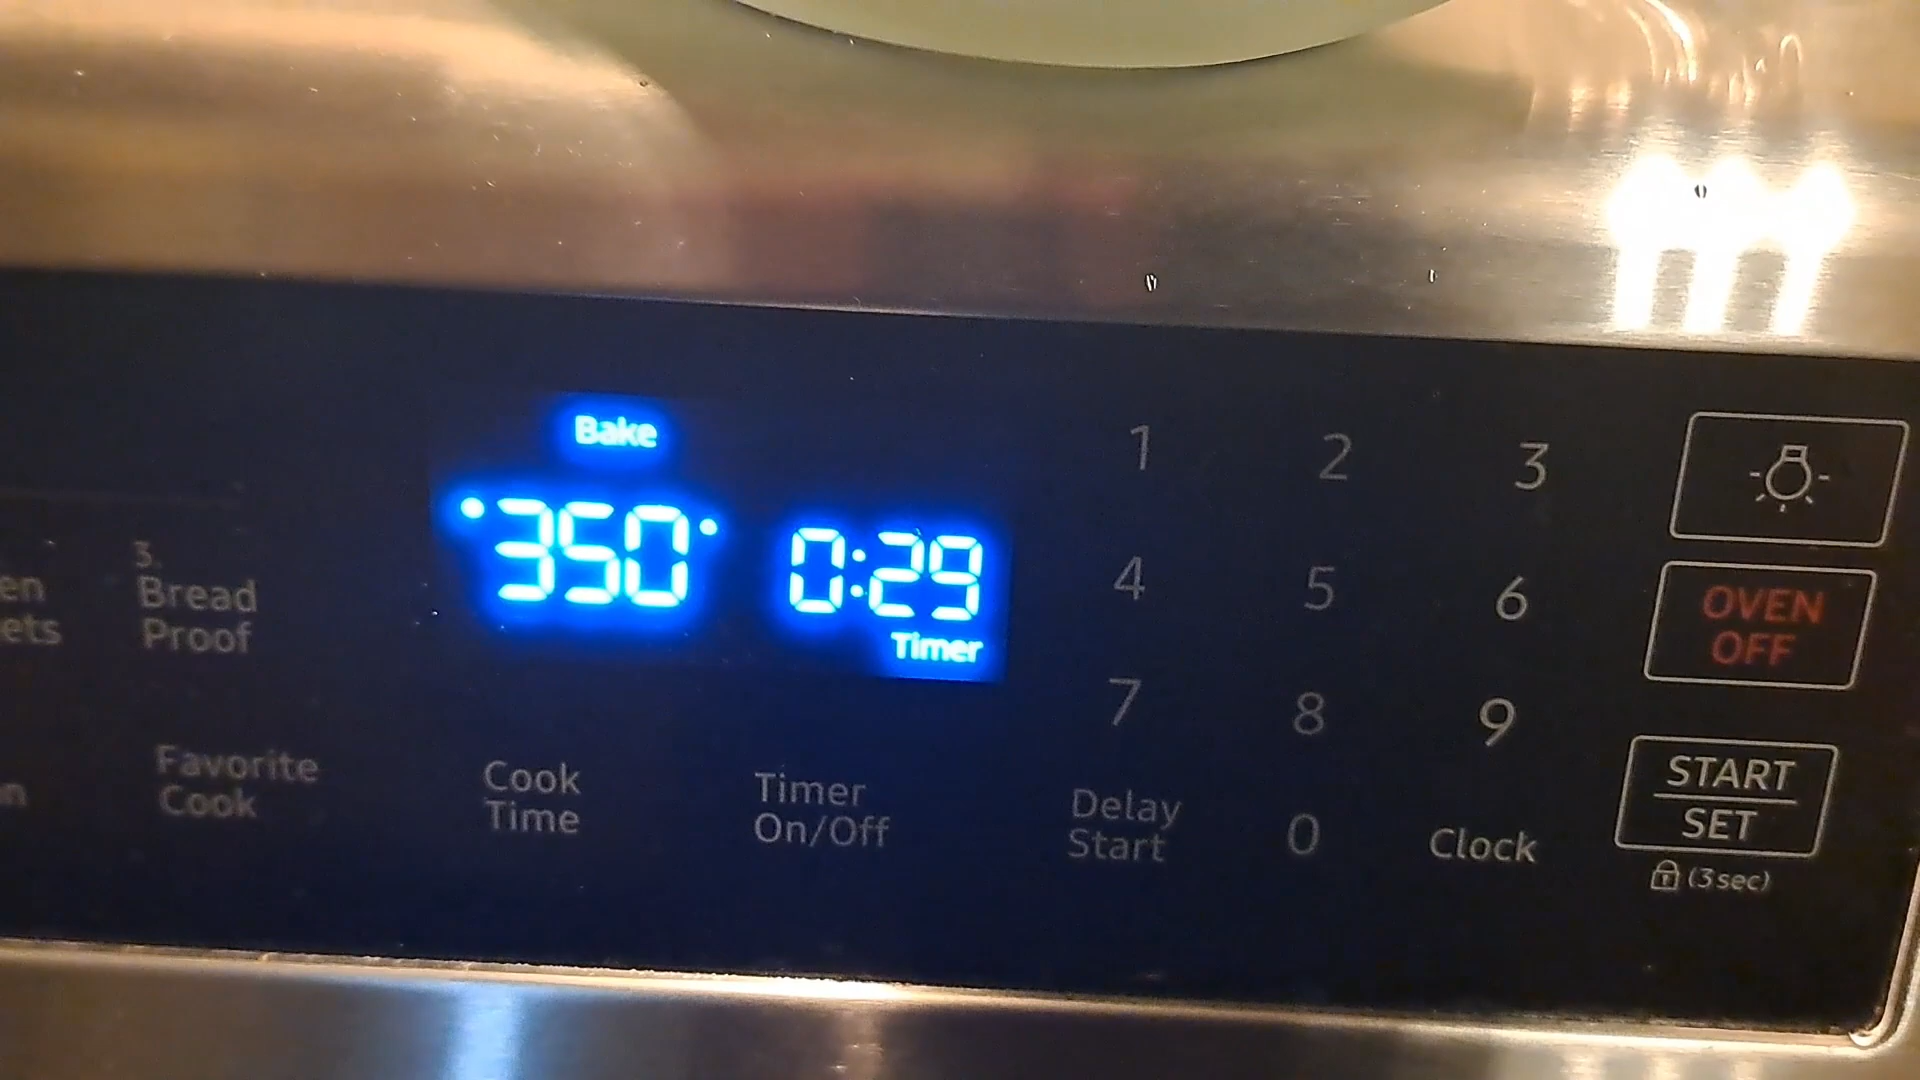 Bake
350°
0:29
Timer
1 2 3
4 5 6
7 8 9
0
OVEN
OFF
START
SET
(3 sec)
3.
Bread
Proof
Favorite
Cook
Cook
Time
Timer
On/Off
Delay
Start
Clock